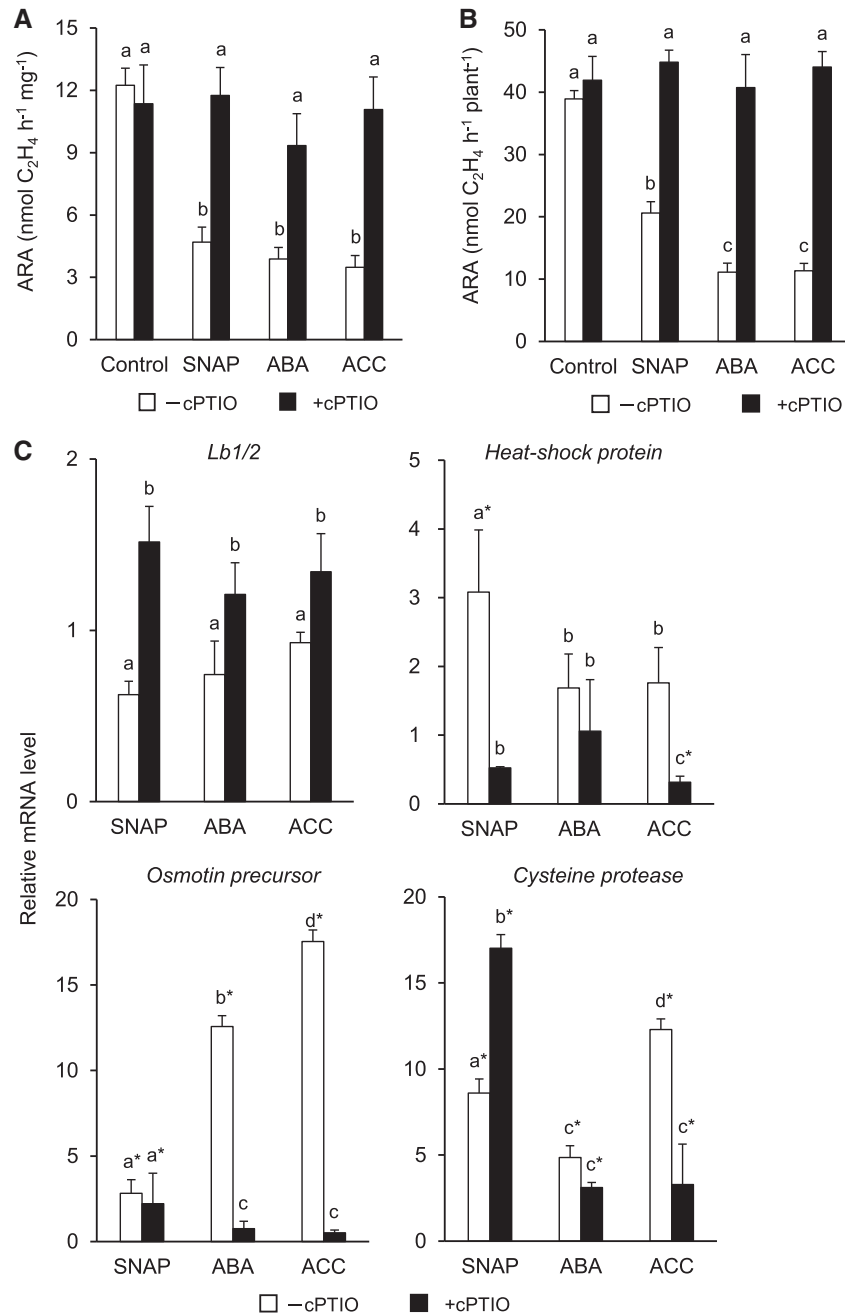 A
15
12
9
6
3
0
ARA (nmol C₂H₄ h⁻¹ mg⁻¹)
a a a a a
b b b
Control SNAP ABA ACC
−cPTIO +cPTIO
B
50
40
30
20
10
0
ARA (nmol C₂H₄ h⁻¹ plant⁻¹)
a a a a a
b c c
Control SNAP ABA ACC
−cPTIO +cPTIO
C
Relative mRNA level
Lb1/2
2
1
0
a b a b a b
SNAP ABA ACC
Heat-shock protein
5
4
3
2
1
0
a* b b b b c*
SNAP ABA ACC
Osmotin precursor
20
15
10
5
0
a* a* b* c d* c
SNAP ABA ACC
Cysteine protease
20
15
10
5
0
a* b* c* c* d* c*
SNAP ABA ACC
−cPTIO +cPTIO